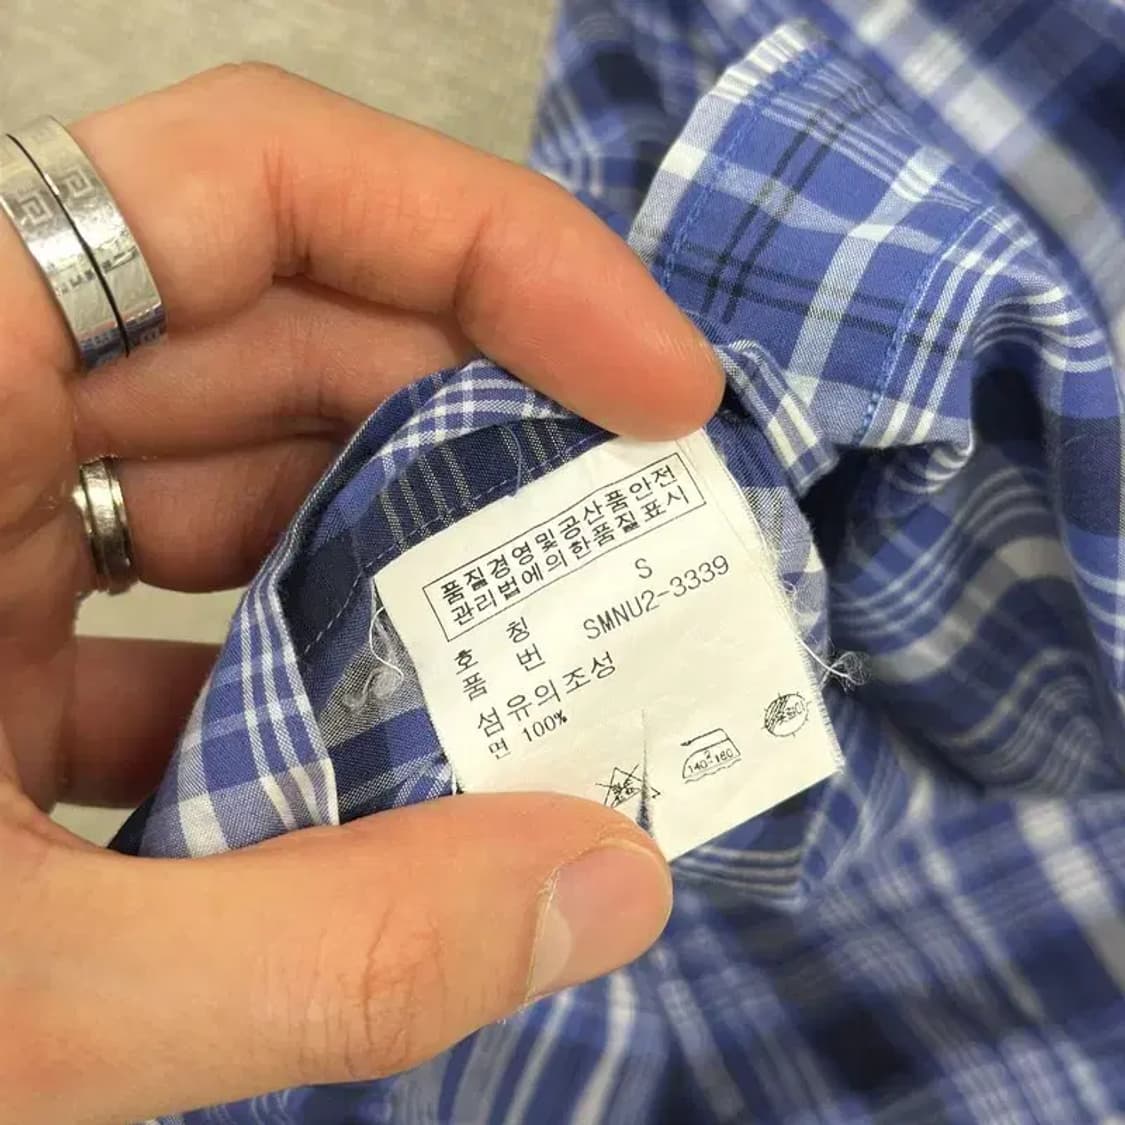 품질경영및공산품안전
관리법에의한품질표시
호 칭 S
품 번 SMNU2-3339
섬유의조성
면 100%
140~160